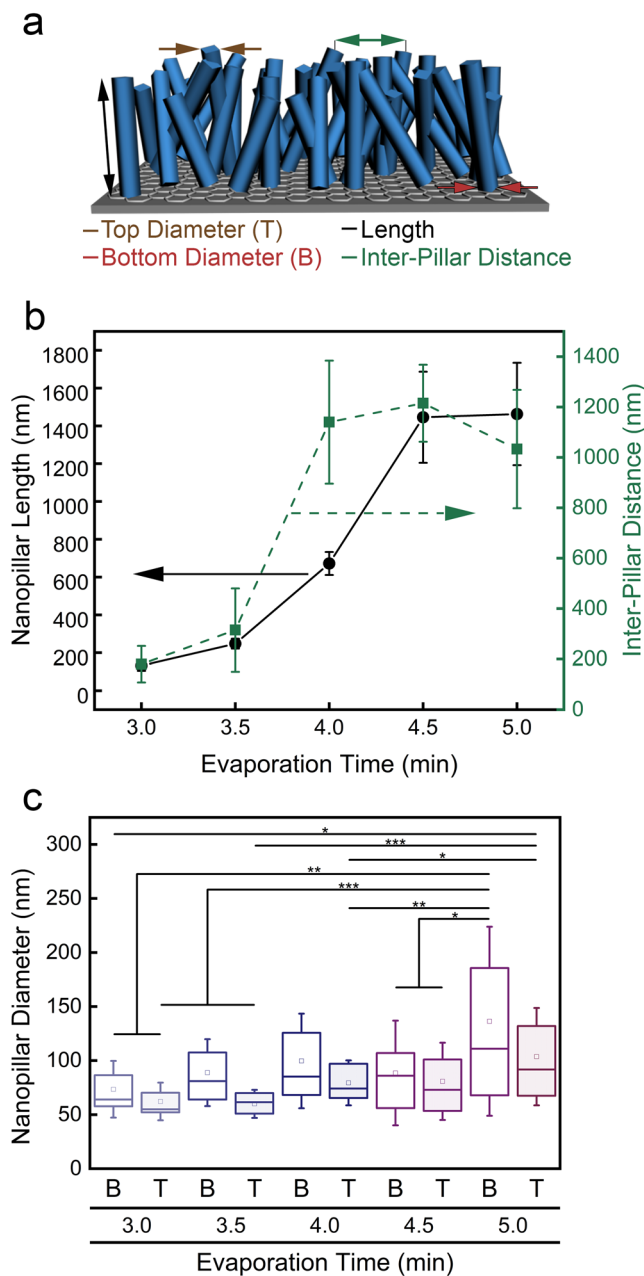 a
Top Diameter (T)
Length
Bottom Diameter (B)
Inter-Pillar Distance
b
Nanopillar Length (nm)
1800
1600
1400
1200
1000
800
600
400
200
0
1400
1200
1000
800
600
400
200
0
Inter-Pillar Distance (nm)
3.0 3.5 4.0 4.5 5.0
Evaporation Time (min)
c
Nanopillar Diameter (nm)
300
250
200
150
100
50
0
*
***
*
**
***
**
*
B T B T B T B T B T
3.0 3.5 4.0 4.5 5.0
Evaporation Time (min)